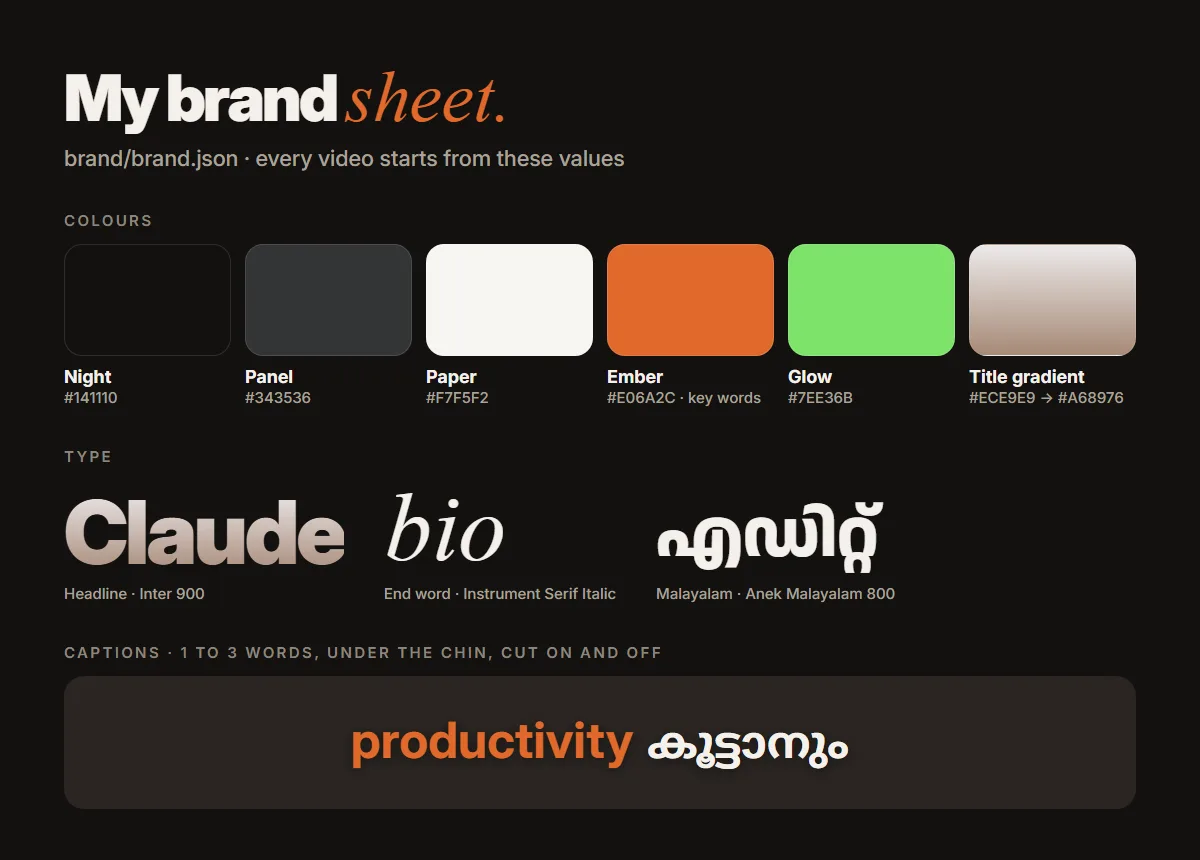 My brand sheet.
brand/brand.json · every video starts from these values
COLOURS
Night Panel Paper Ember Glow Title gradient
#141110 #343536 #F7F5F2 #E06A2C · key words #7EE36B #ECE9E9 → #A68976
TYPE
Claude bio എഡിറ്റ്
Headline · Inter 900 End word · Instrument Serif Italic Malayalam · Anek Malayalam 800
CAPTIONS · 1 TO 3 WORDS, UNDER THE CHIN, CUT ON AND OFF
productivity കൂട്ടാനും